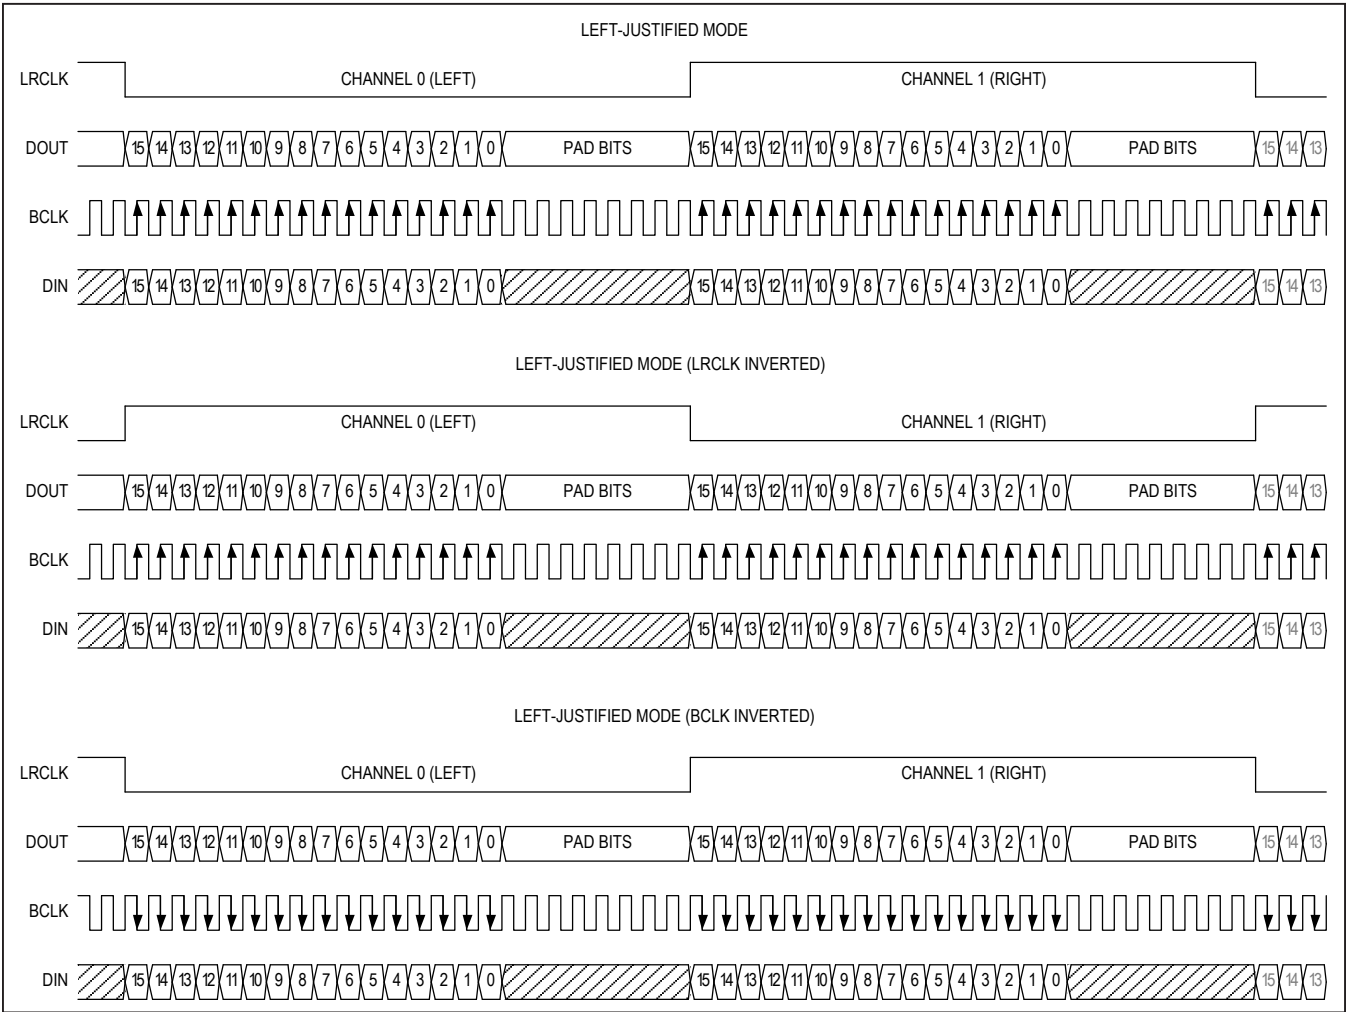 LEFT-JUSTIFIED MODE
LRCLK CHANNEL 0 (LEFT) CHANNEL 1 (RIGHT)
DOUT 15 14 13 12 11 10 9 8 7 6 5 4 3 2 1 0 PAD BITS 15 14 13 12 11 10 9 8 7 6 5 4 3 2 1 0 PAD BITS 15 14 13
BCLK
DIN 15 14 13 12 11 10 9 8 7 6 5 4 3 2 1 0 15 14 13 12 11 10 9 8 7 6 5 4 3 2 1 0 15 14 13
LEFT-JUSTIFIED MODE (LRCLK INVERTED)
LRCLK CHANNEL 0 (LEFT) CHANNEL 1 (RIGHT)
DOUT 15 14 13 12 11 10 9 8 7 6 5 4 3 2 1 0 PAD BITS 15 14 13 12 11 10 9 8 7 6 5 4 3 2 1 0 PAD BITS 15 14 13
BCLK
DIN 15 14 13 12 11 10 9 8 7 6 5 4 3 2 1 0 15 14 13 12 11 10 9 8 7 6 5 4 3 2 1 0 15 14 13
LEFT-JUSTIFIED MODE (BCLK INVERTED)
LRCLK CHANNEL 0 (LEFT) CHANNEL 1 (RIGHT)
DOUT 15 14 13 12 11 10 9 8 7 6 5 4 3 2 1 0 PAD BITS 15 14 13 12 11 10 9 8 7 6 5 4 3 2 1 0 PAD BITS 15 14 13
BCLK
DIN 15 14 13 12 11 10 9 8 7 6 5 4 3 2 1 0 15 14 13 12 11 10 9 8 7 6 5 4 3 2 1 0 15 14 13